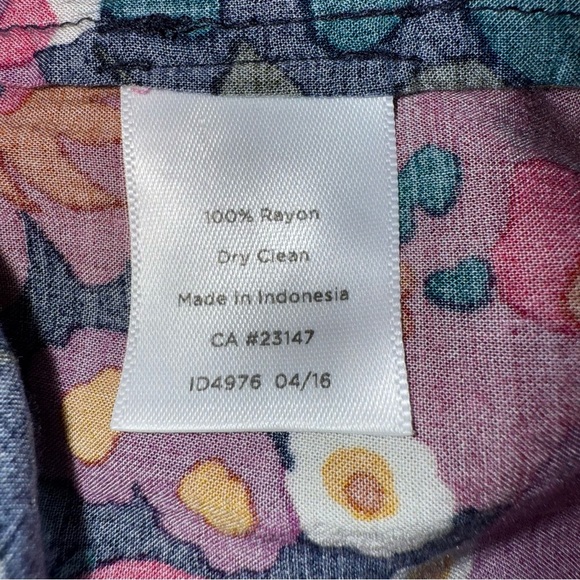 100% Rayon
Dry Clean
Made in Indonesia
CA #23147
ID4976 04/16